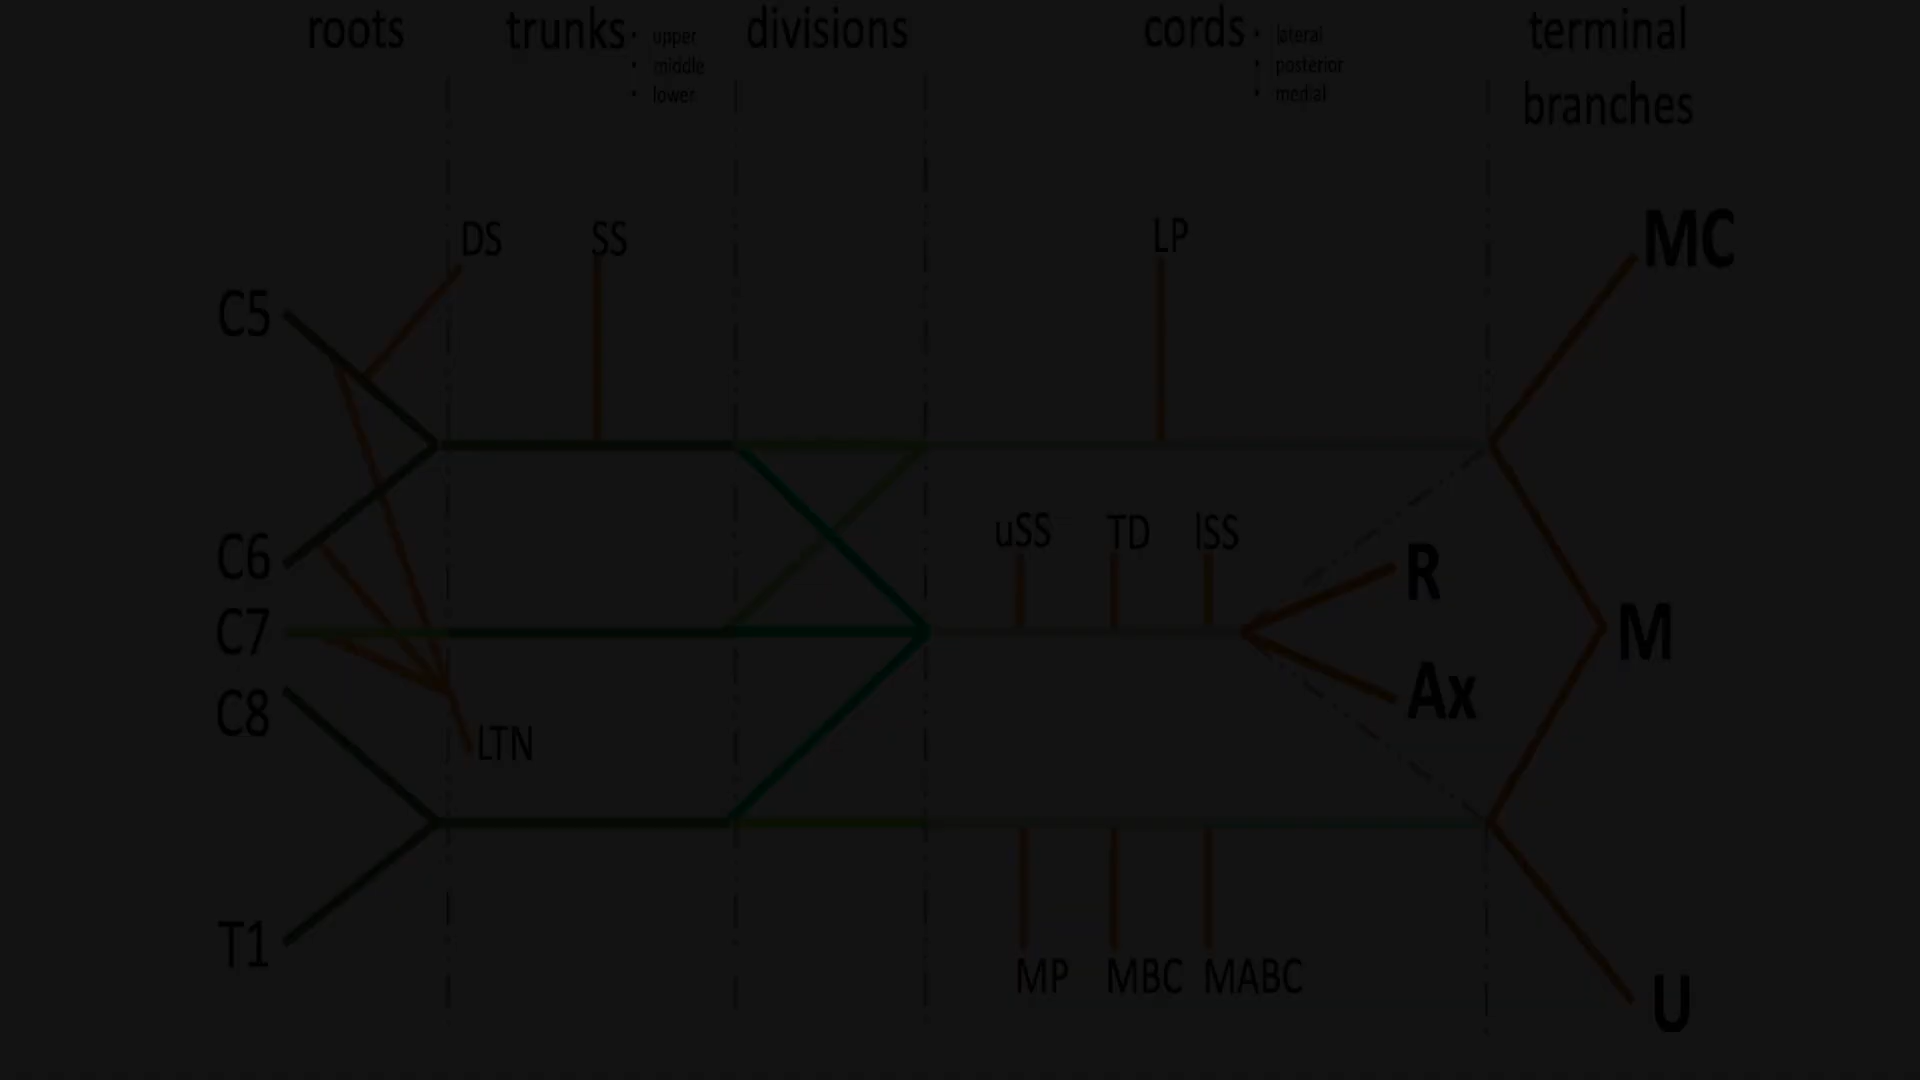 roots
trunks
• upper
• middle
• lower
divisions
cords
• lateral
• posterior
medial
terminal
branches
DS
SS
LP
MC
C5
uSS
TD
lSS
C6
R
C7
M
Ax
C8
LTN
T1
MP
MBC
MABC
U